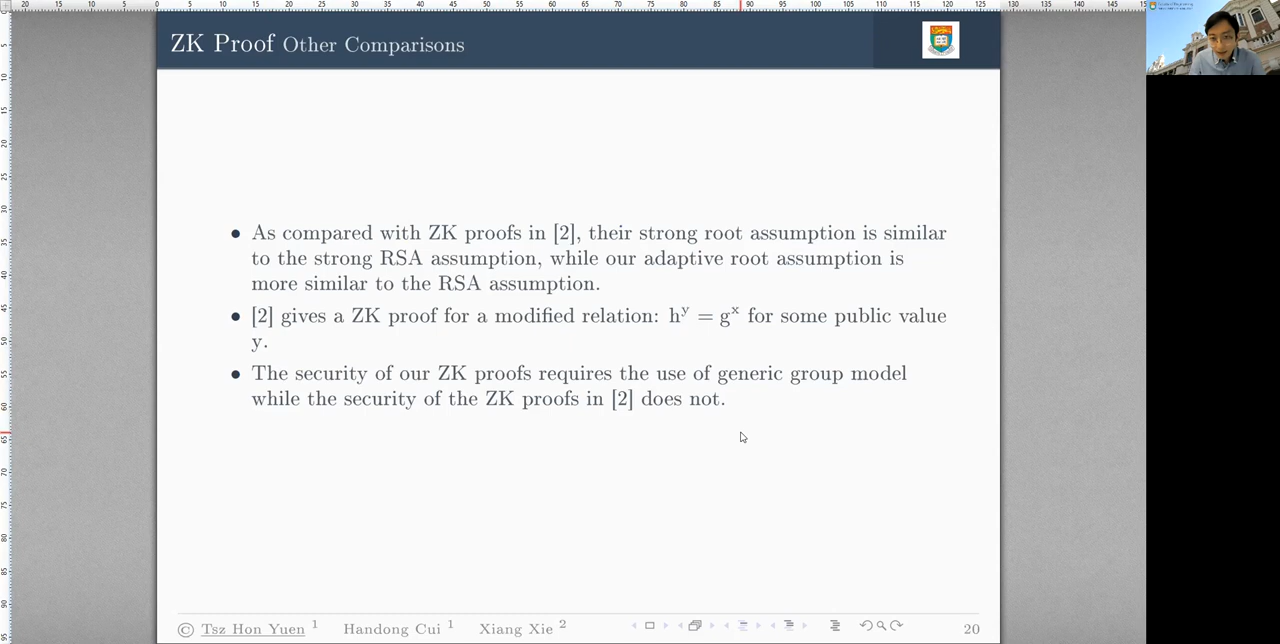 ZK Proof Other Comparisons
• As compared with ZK proofs in [2], their strong root assumption is similar
to the strong RSA assumption, while our adaptive root assumption is
more similar to the RSA assumption.
• [2] gives a ZK proof for a modified relation: h^y = g^x for some public value
y.
• The security of our ZK proofs requires the use of generic group model
while the security of the ZK proofs in [2] does not.
© Tsz Hon Yuen 1 Handong Cui 1 Xiang Xie 2 20